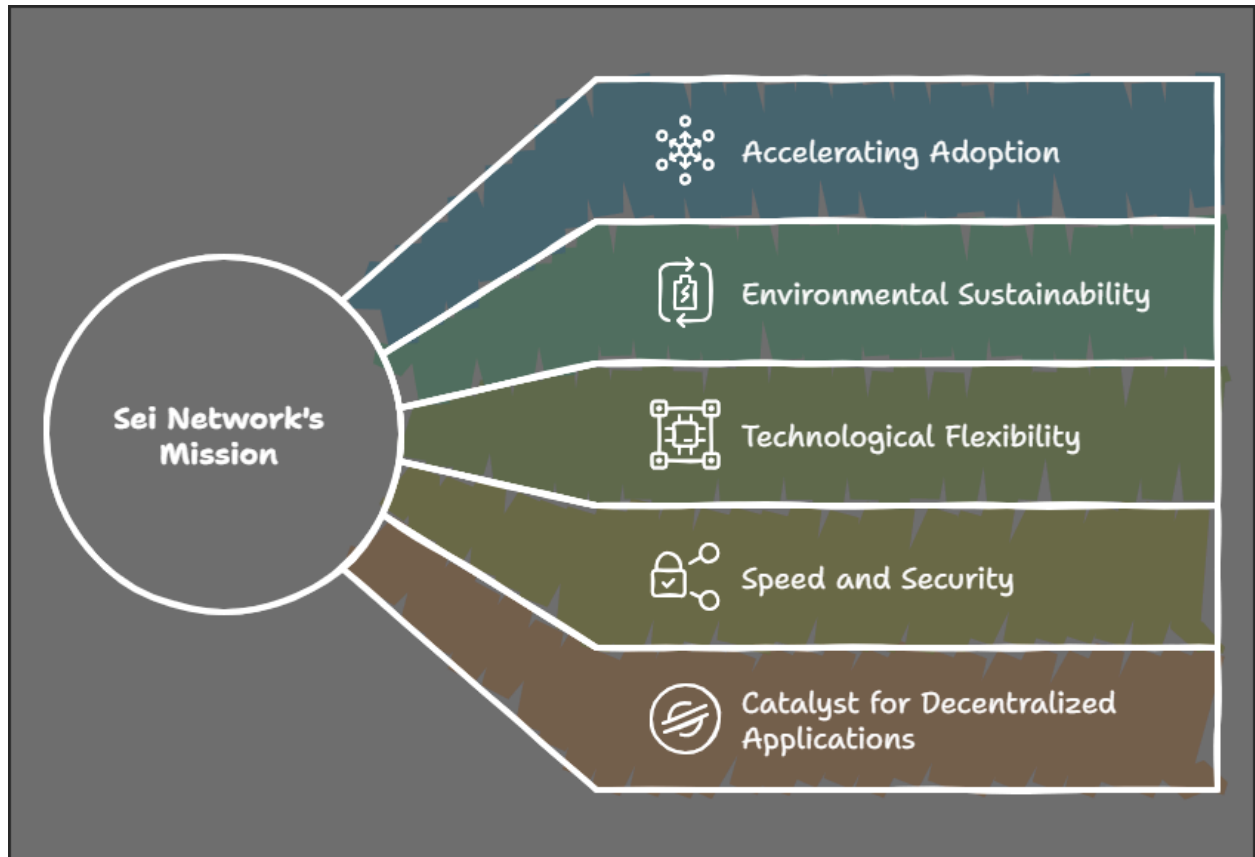 Sei Network's
Mission
Accelerating Adoption
Environmental Sustainability
Technological Flexibility
Speed and Security
Catalyst for Decentralized
Applications